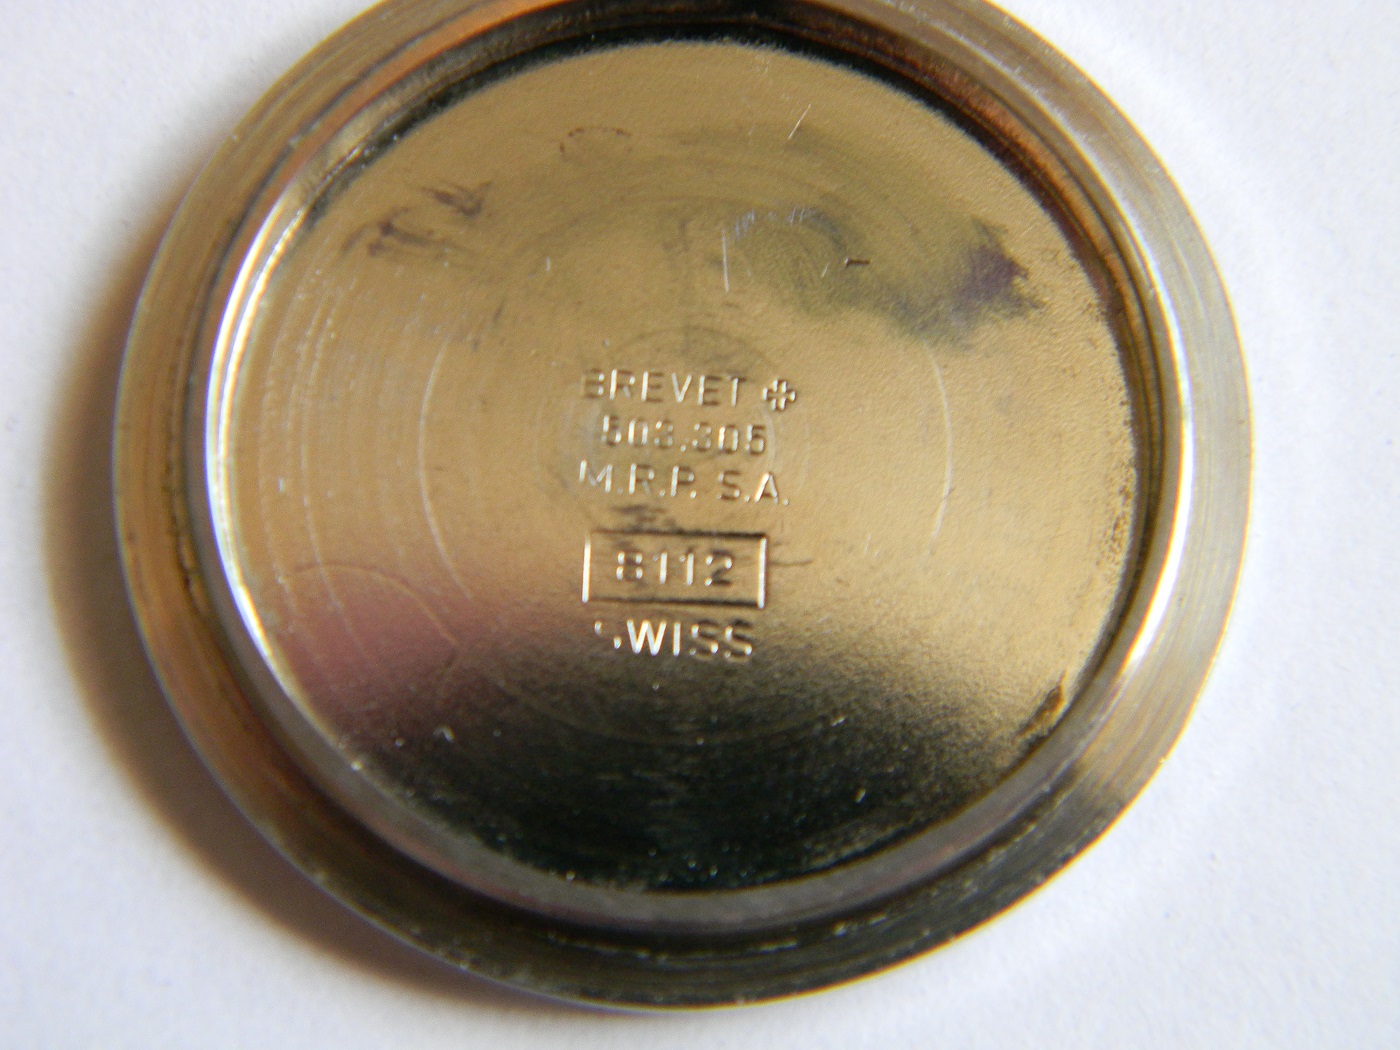 BREVET ✚
503.305
M.R.P. S.A.
8112
SWISS